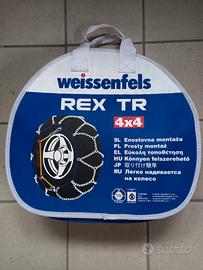 weissenfels
REX TR
4x4
SL Enostovna montaža
PL Prosty montaż
EL Εύκολη τοποθέτηση
HU Könnyen felszerelhető
JP 取り付け簡単
RU Легко надевается
на колесо
Subito